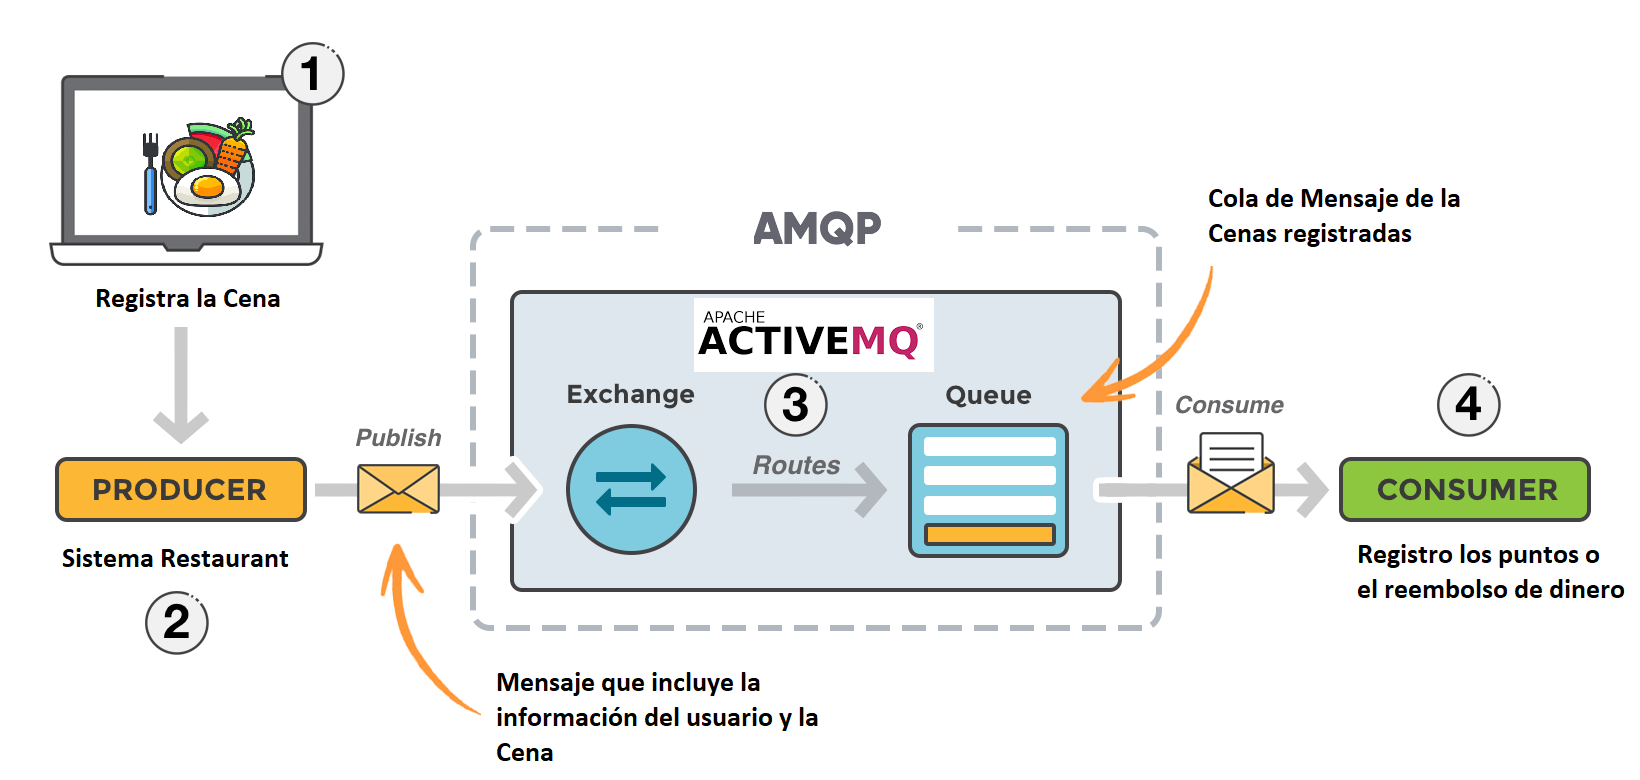 1
Registra la Cena
PRODUCER
Sistema Restaurant
2
Publish
Mensaje que incluye la
información del usuario y la
Cena
AMQP
APACHE
ACTIVEMQ®
Exchange
3
Routes
Queue
Cola de Mensaje de la
Cenas registradas
Consume
4
CONSUMER
Registro los puntos o
el reembolso de dinero